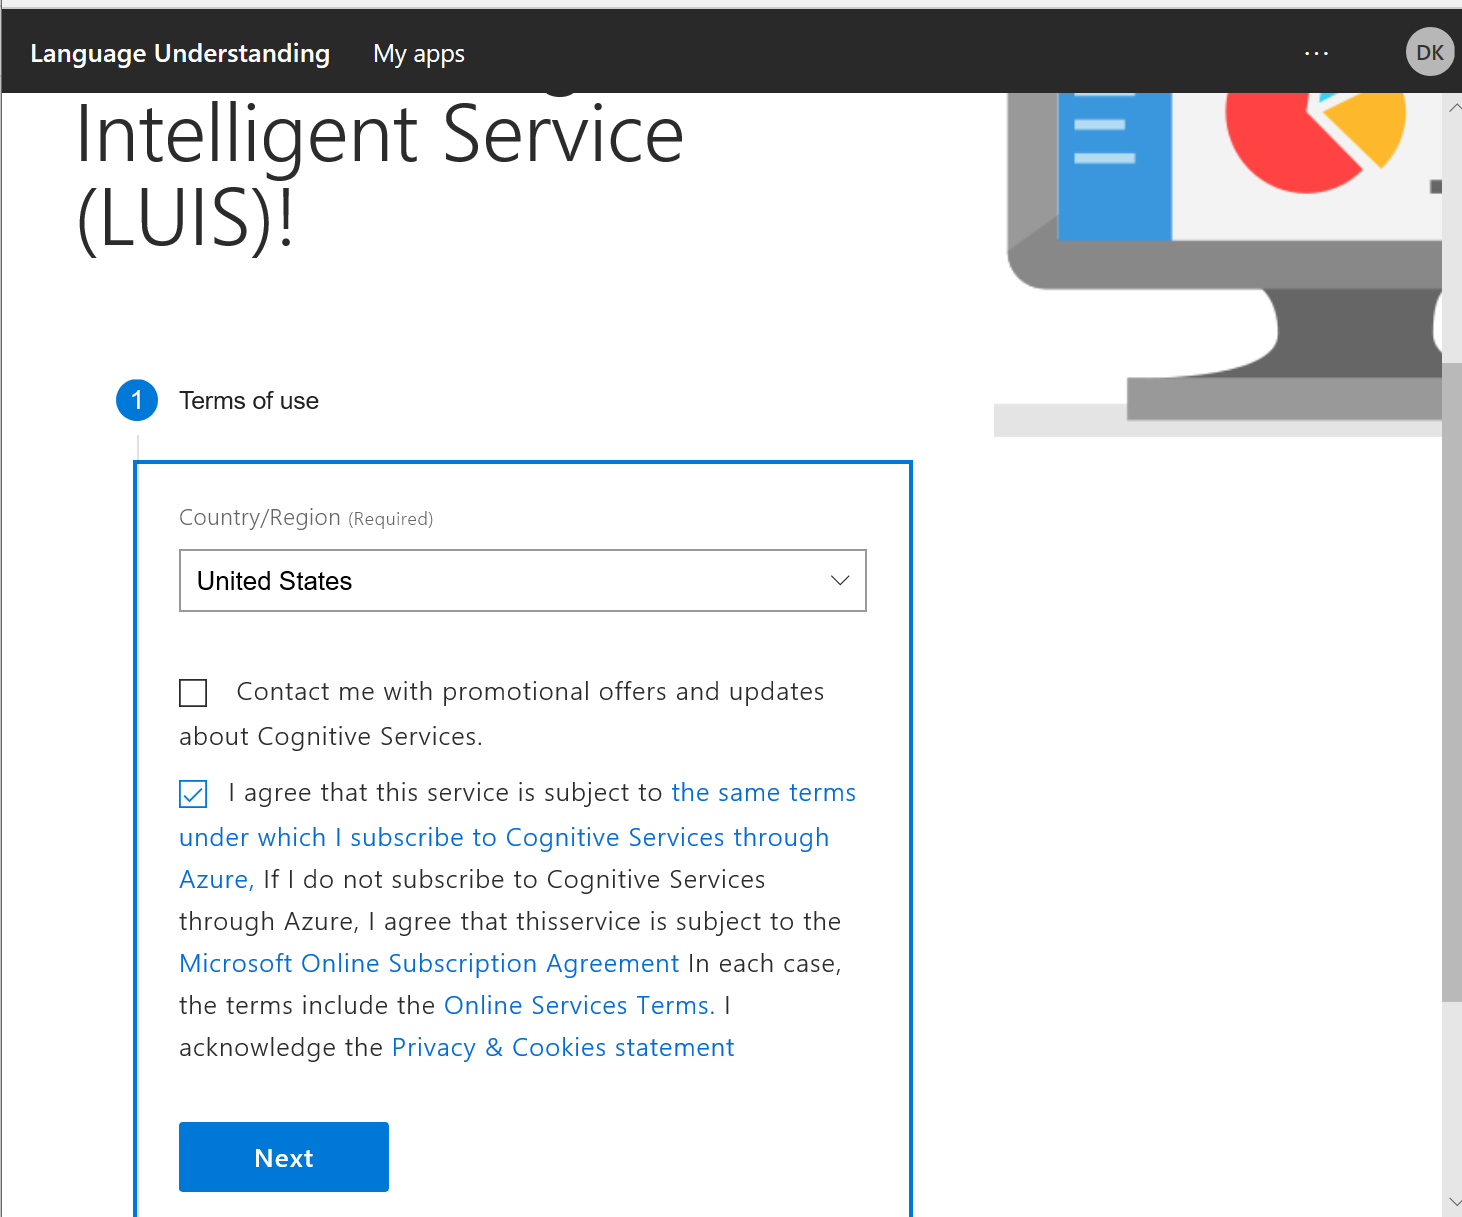 Language Understanding My apps ... DK
Intelligent Service
(LUIS)!
1 Terms of use
Country/Region (Required)
United States
Contact me with promotional offers and updates
about Cognitive Services.
I agree that this service is subject to the same terms
under which I subscribe to Cognitive Services through
Azure, If I do not subscribe to Cognitive Services
through Azure, I agree that thisservice is subject to the
Microsoft Online Subscription Agreement In each case,
the terms include the Online Services Terms. I
acknowledge the Privacy & Cookies statement
Next